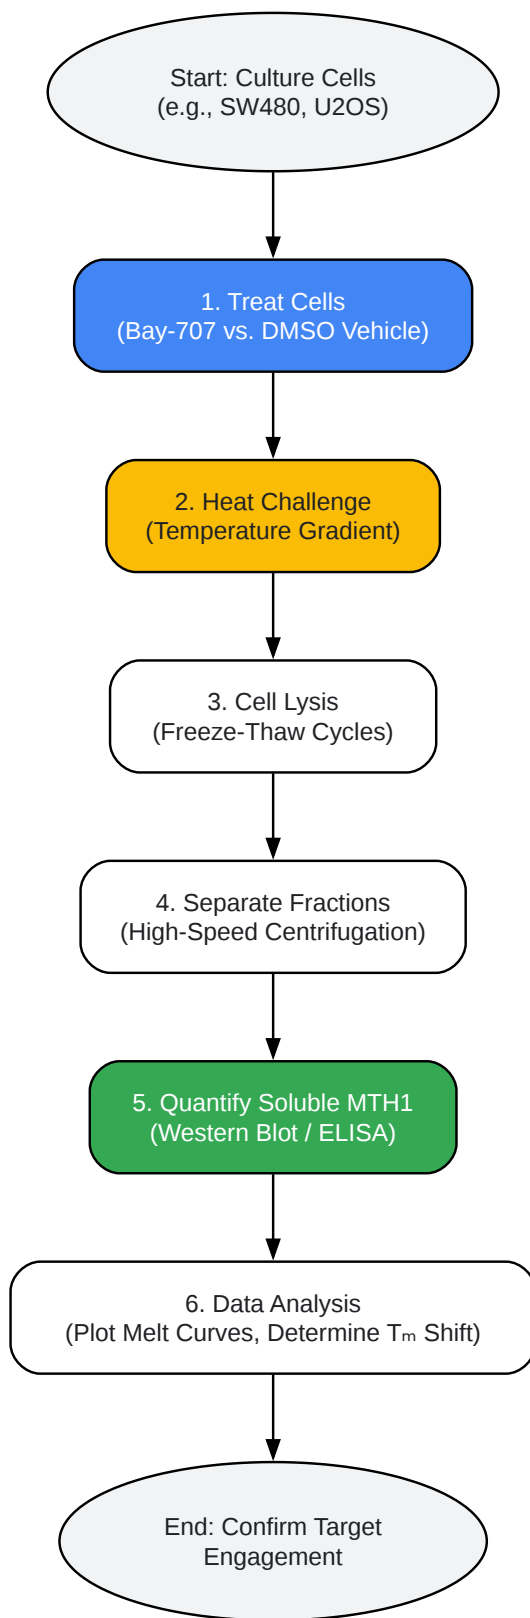 Start: Culture Cells
(e.g., SW480, U2OS)
1. Treat Cells
(Bay-707 vs. DMSO Vehicle)
2. Heat Challenge
(Temperature Gradient)
3. Cell Lysis
(Freeze-Thaw Cycles)
4. Separate Fractions
(High-Speed Centrifugation)
5. Quantify Soluble MTH1
(Western Blot / ELISA)
6. Data Analysis
(Plot Melt Curves, Determine Tₘ Shift)
End: Confirm Target
Engagement